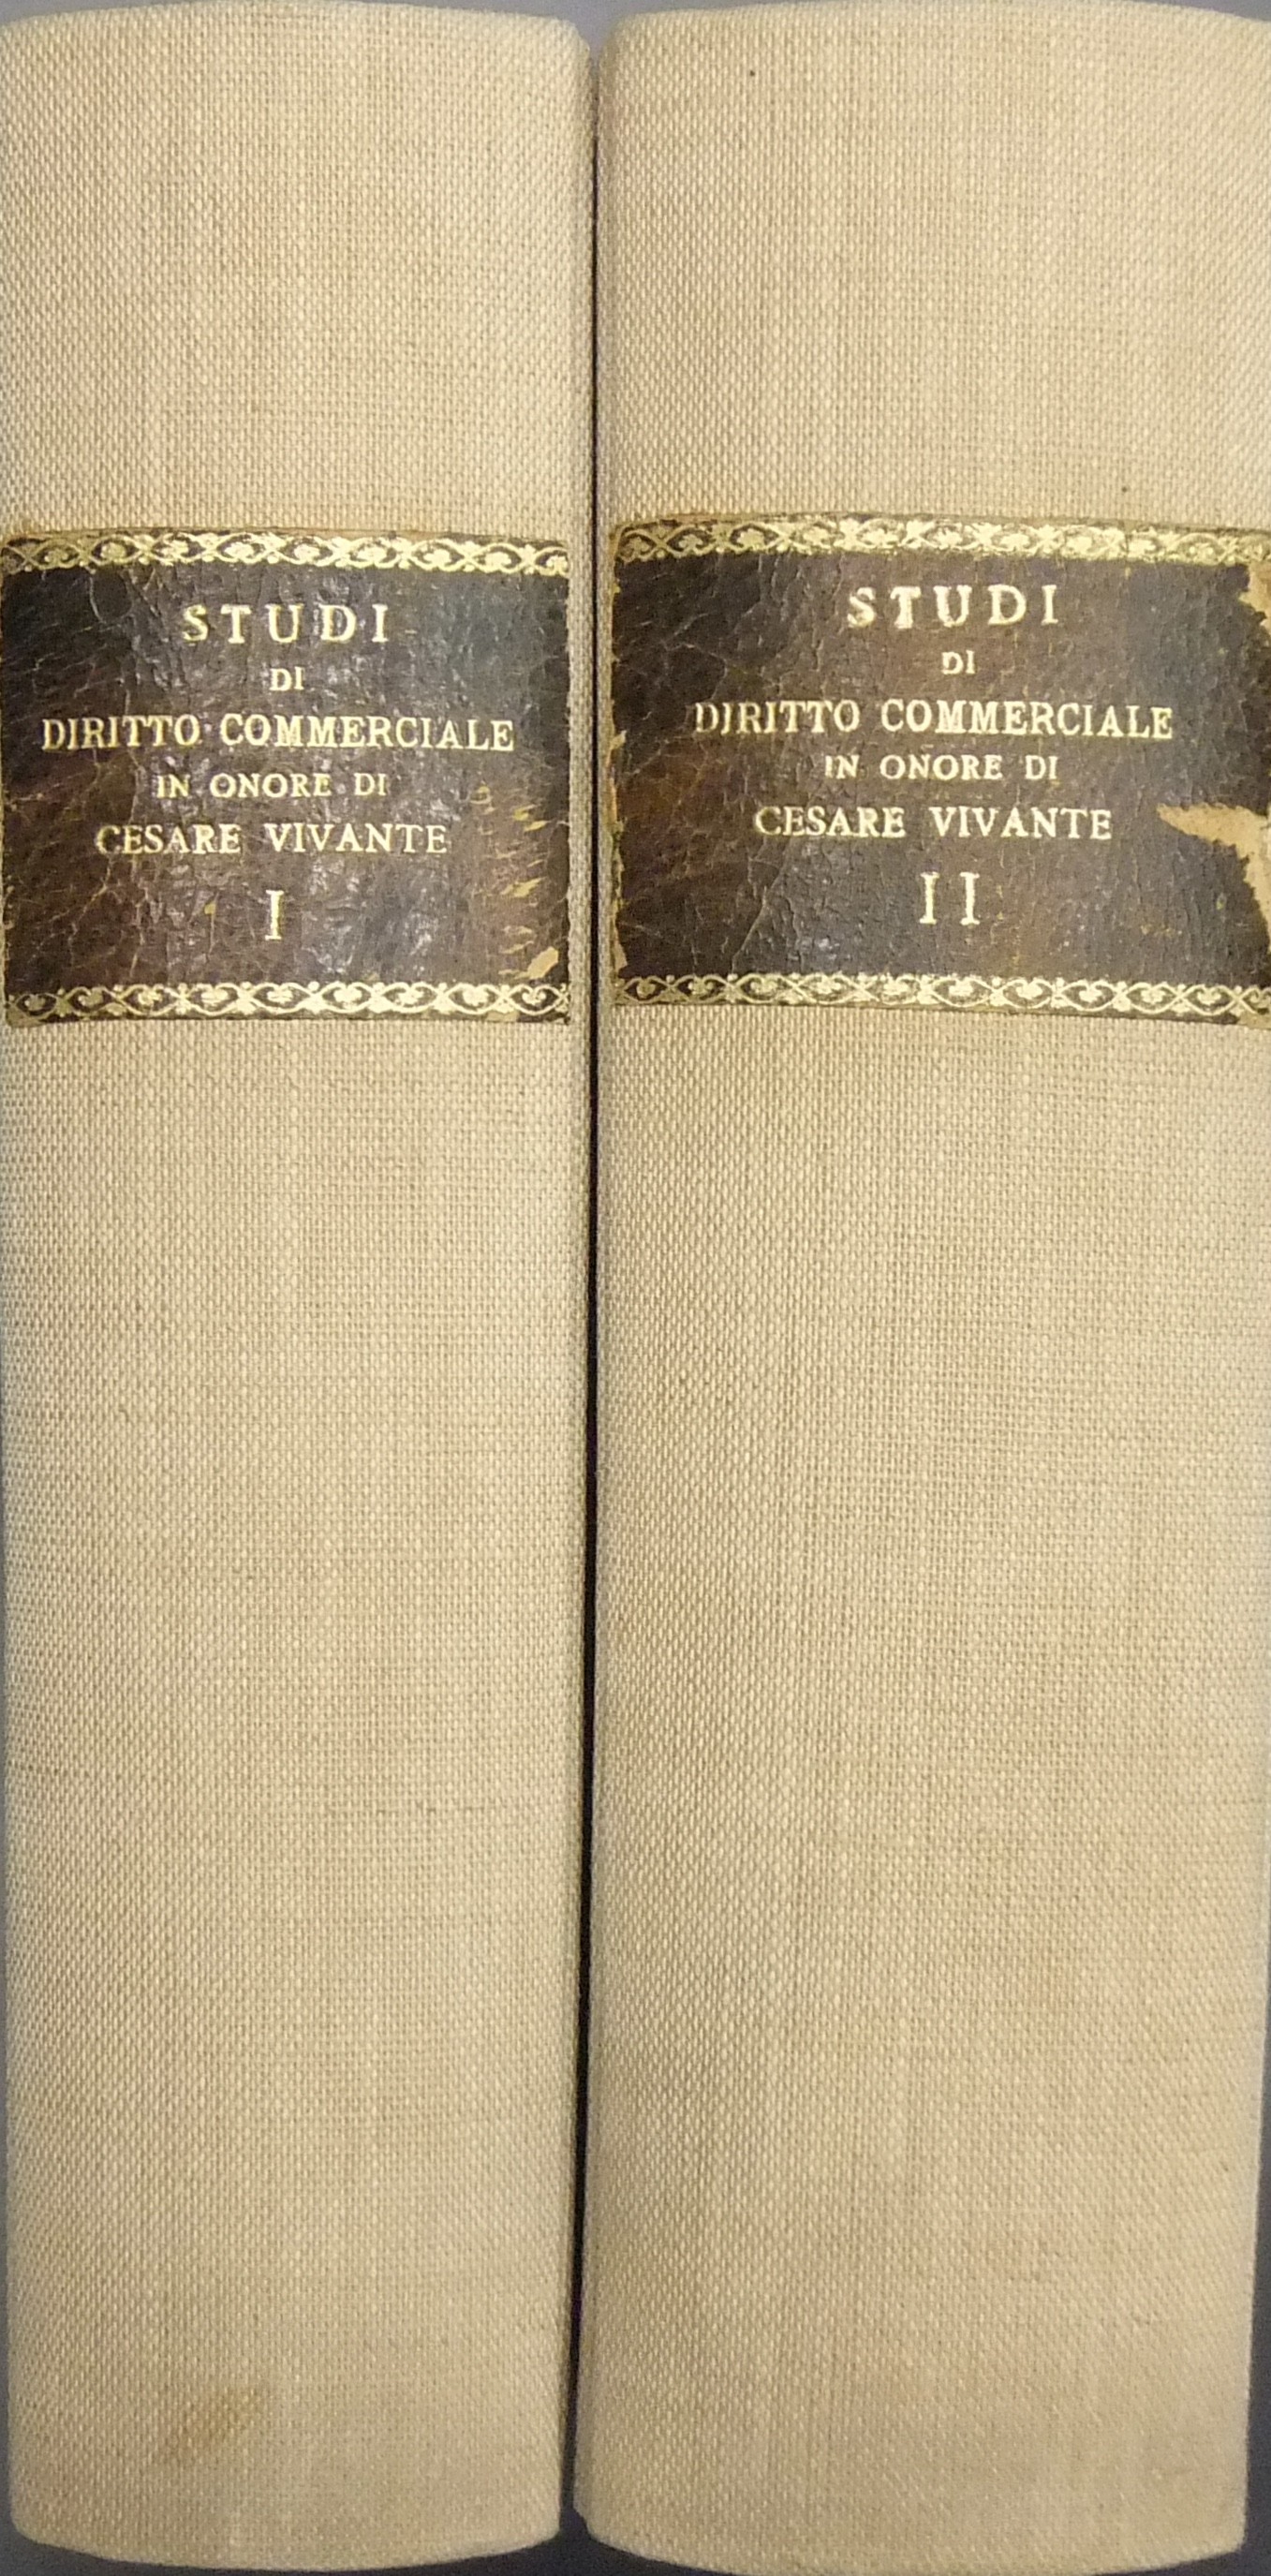 STUDI
DI
DIRITTO COMMERCIALE
IN ONORE DI
CESARE VIVANTE
I
STUDI
DI
DIRITTO COMMERCIALE
IN ONORE DI
CESARE VIVANTE
II